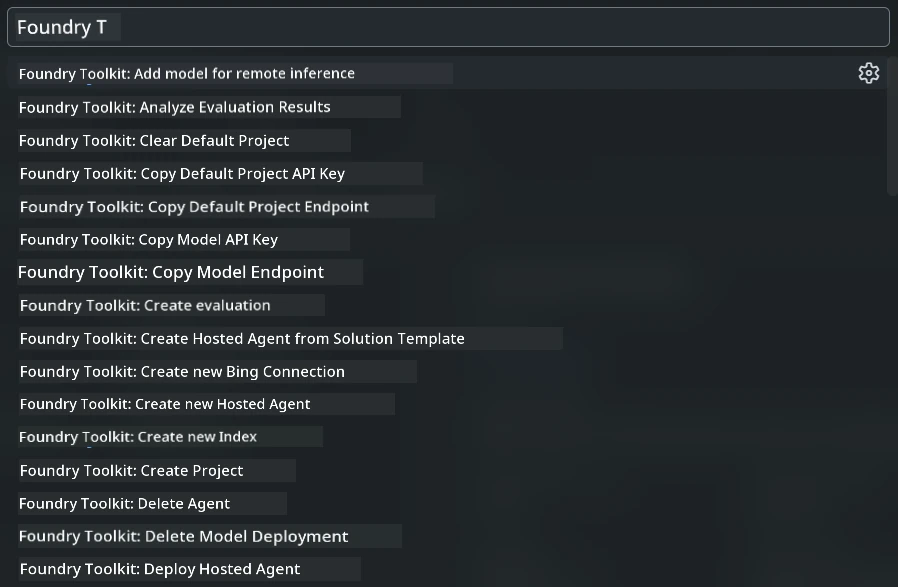 Foundry T
Foundry Toolkit: Add model for remote inference
Foundry Toolkit: Analyze Evaluation Results
Foundry Toolkit: Clear Default Project
Foundry Toolkit: Copy Default Project API Key
Foundry Toolkit: Copy Default Project Endpoint
Foundry Toolkit: Copy Model API Key
Foundry Toolkit: Copy Model Endpoint
Foundry Toolkit: Create evaluation
Foundry Toolkit: Create Hosted Agent from Solution Template
Foundry Toolkit: Create new Bing Connection
Foundry Toolkit: Create new Hosted Agent
Foundry Toolkit: Create new Index
Foundry Toolkit: Create Project
Foundry Toolkit: Delete Agent
Foundry Toolkit: Delete Model Deployment
Foundry Toolkit: Deploy Hosted Agent